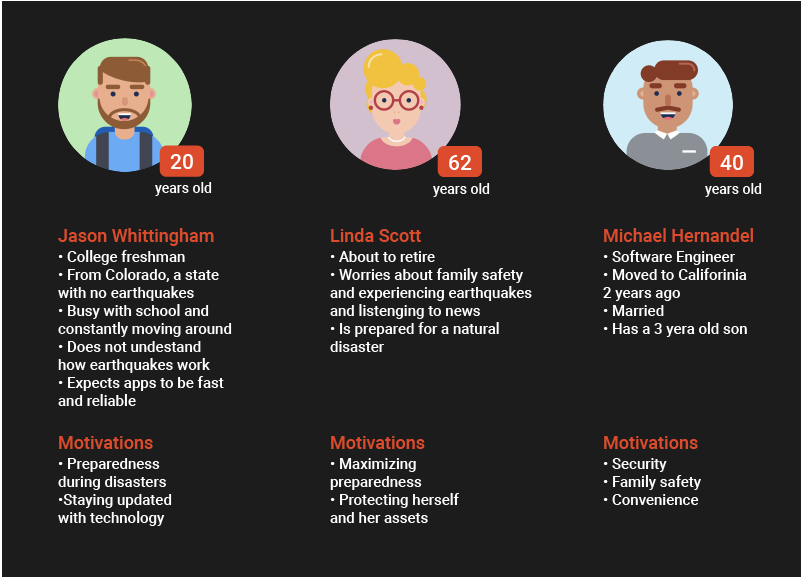 20
years old
Jason Whittingham
• College freshman
• From Colorado, a state
with no earthquakes
• Busy with school and
constantly moving around
• Does not undestand
how earthquakes work
• Expects apps to be fast
and reliable
Motivations
• Preparedness
during disasters
•Staying updated
with technology
62
years old
Linda Scott
• About to retire
• Worries about family safety
and experiencing earthquakes
and listenging to news
• Is prepared for a natural
disaster
Motivations
• Maximizing
preparedness
• Protecting herself
and her assets
40
years old
Michael Hernandel
• Software Engineer
• Moved to Califorinia
2 years ago
• Married
• Has a 3 yera old son
Motivations
• Security
• Family safety
• Convenience